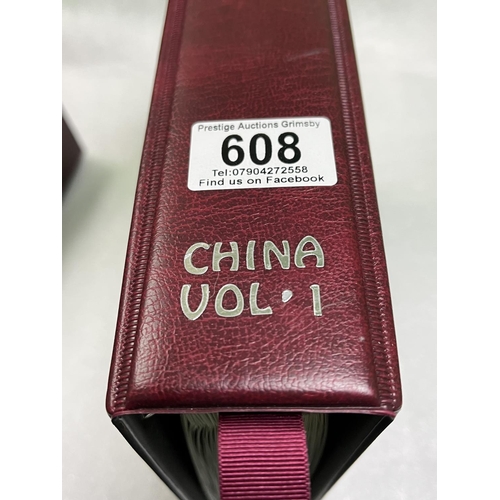 Prestige Auctions Grimsby
608
Tel:07904272558
Find us on Facebook
CHINA
VOL·1